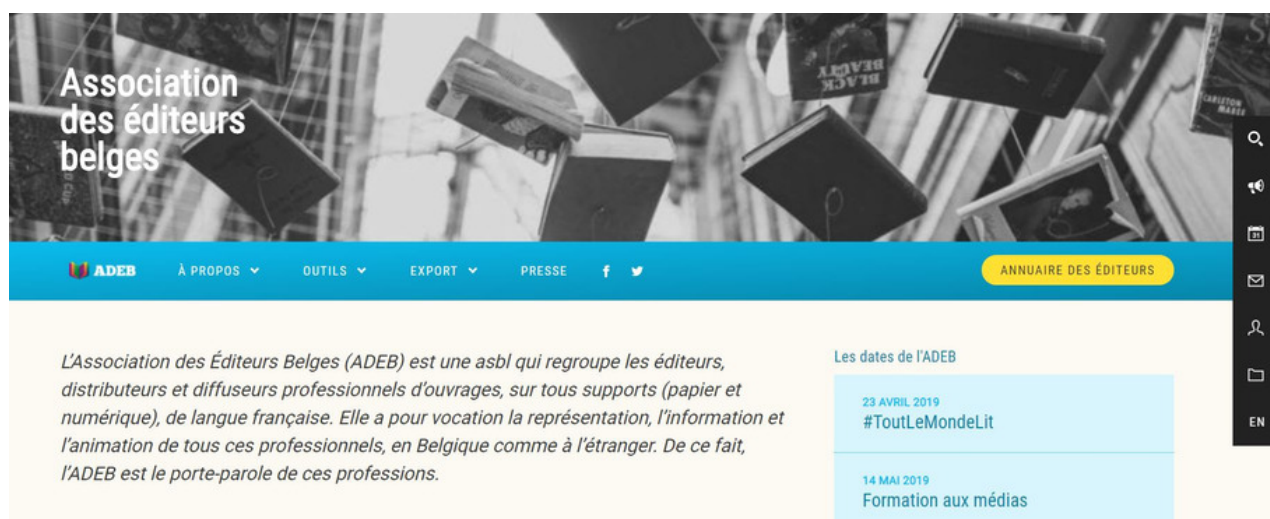 Association
des éditeurs
belges
BLACK
BEAUTY
CARLETON
ADEB
À PROPOS
OUTILS
EXPORT
PRESSE
ANNUAIRE DES ÉDITEURS
31
EN
L'Association des Éditeurs Belges (ADEB) est une asbl qui regroupe les éditeurs,
distributeurs et diffuseurs professionnels d'ouvrages, sur tous supports (papier et
numérique), de langue française. Elle a pour vocation la représentation, l'information et
l'animation de tous ces professionnels, en Belgique comme à l'étranger. De ce fait,
l'ADEB est le porte-parole de ces professions.
Les dates de l'ADEB
23 AVRIL 2019
#ToutLeMondeLit
14 MAI 2019
Formation aux médias